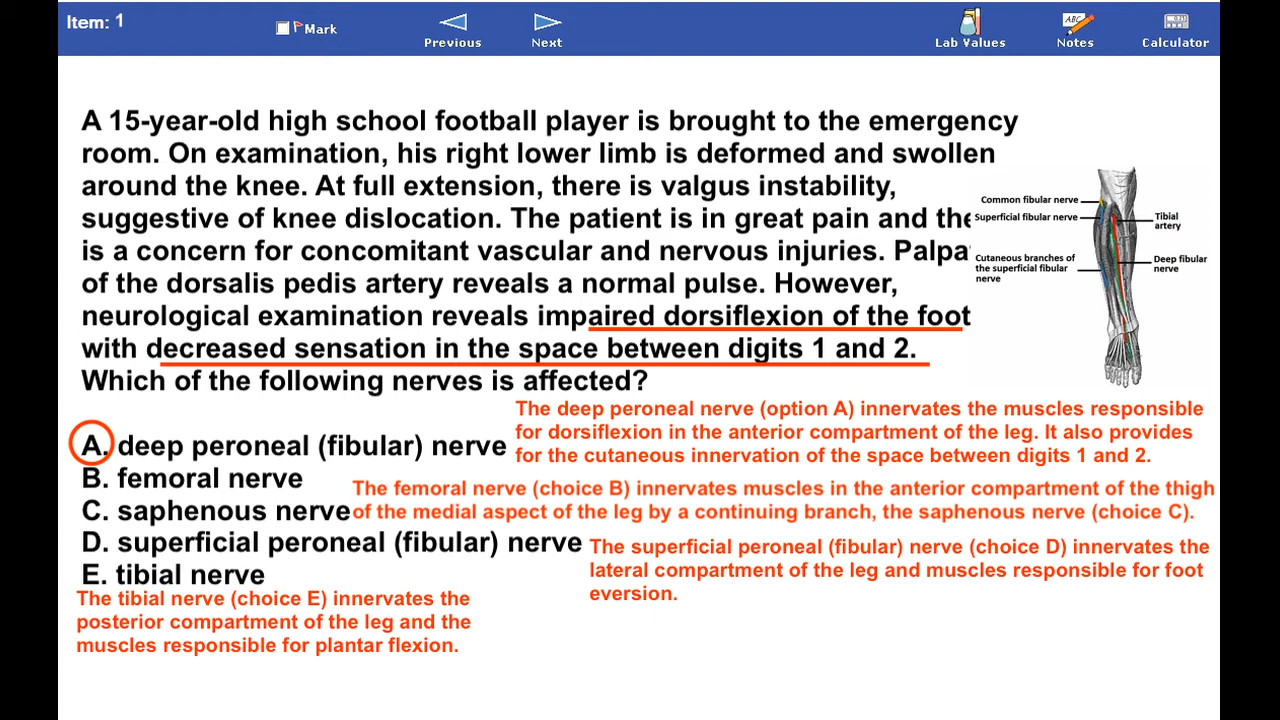 Item: 1
Mark
Previous
Next
Lab Values
Notes
Calculator
A 15-year-old high school football player is brought to the emergency
room. On examination, his right lower limb is deformed and swollen
around the knee. At full extension, there is valgus instability,
suggestive of knee dislocation. The patient is in great pain and
is a concern for concomitant vascular and nervous injuries.
of the dorsalis pedis artery reveals a normal pulse. However,
neurological examination reveals impaired dorsiflexion of the foot
with decreased sensation in the space between digits 1 and 2.
Which of the following nerves is affected?
Common fibular nerve
Superficial fibular nerve
Cutaneous branches of
the superficial fibular
nerve
Tibial
artery
Deep fibular
nerve
A. deep peroneal (fibular) nerve
The deep peroneal nerve (option A) innervates the muscles responsible
for dorsiflexion in the anterior compartment of the leg. It also provides
for the cutaneous innervation of the space between digits 1 and 2.
B. femoral nerve
The femoral nerve (choice B) innervates muscles in the anterior compartment of the thigh
C. saphenous nerve
of the medial aspect of the leg by a continuing branch, the saphenous nerve (choice C).
D. superficial peroneal (fibular) nerve
The superficial peroneal (fibular) nerve (choice D) innervates the
lateral compartment of the leg and muscles responsible for foot
eversion.
E. tibial nerve
The tibial nerve (choice E) innervates the
posterior compartment of the leg and the
muscles responsible for plantar flexion.